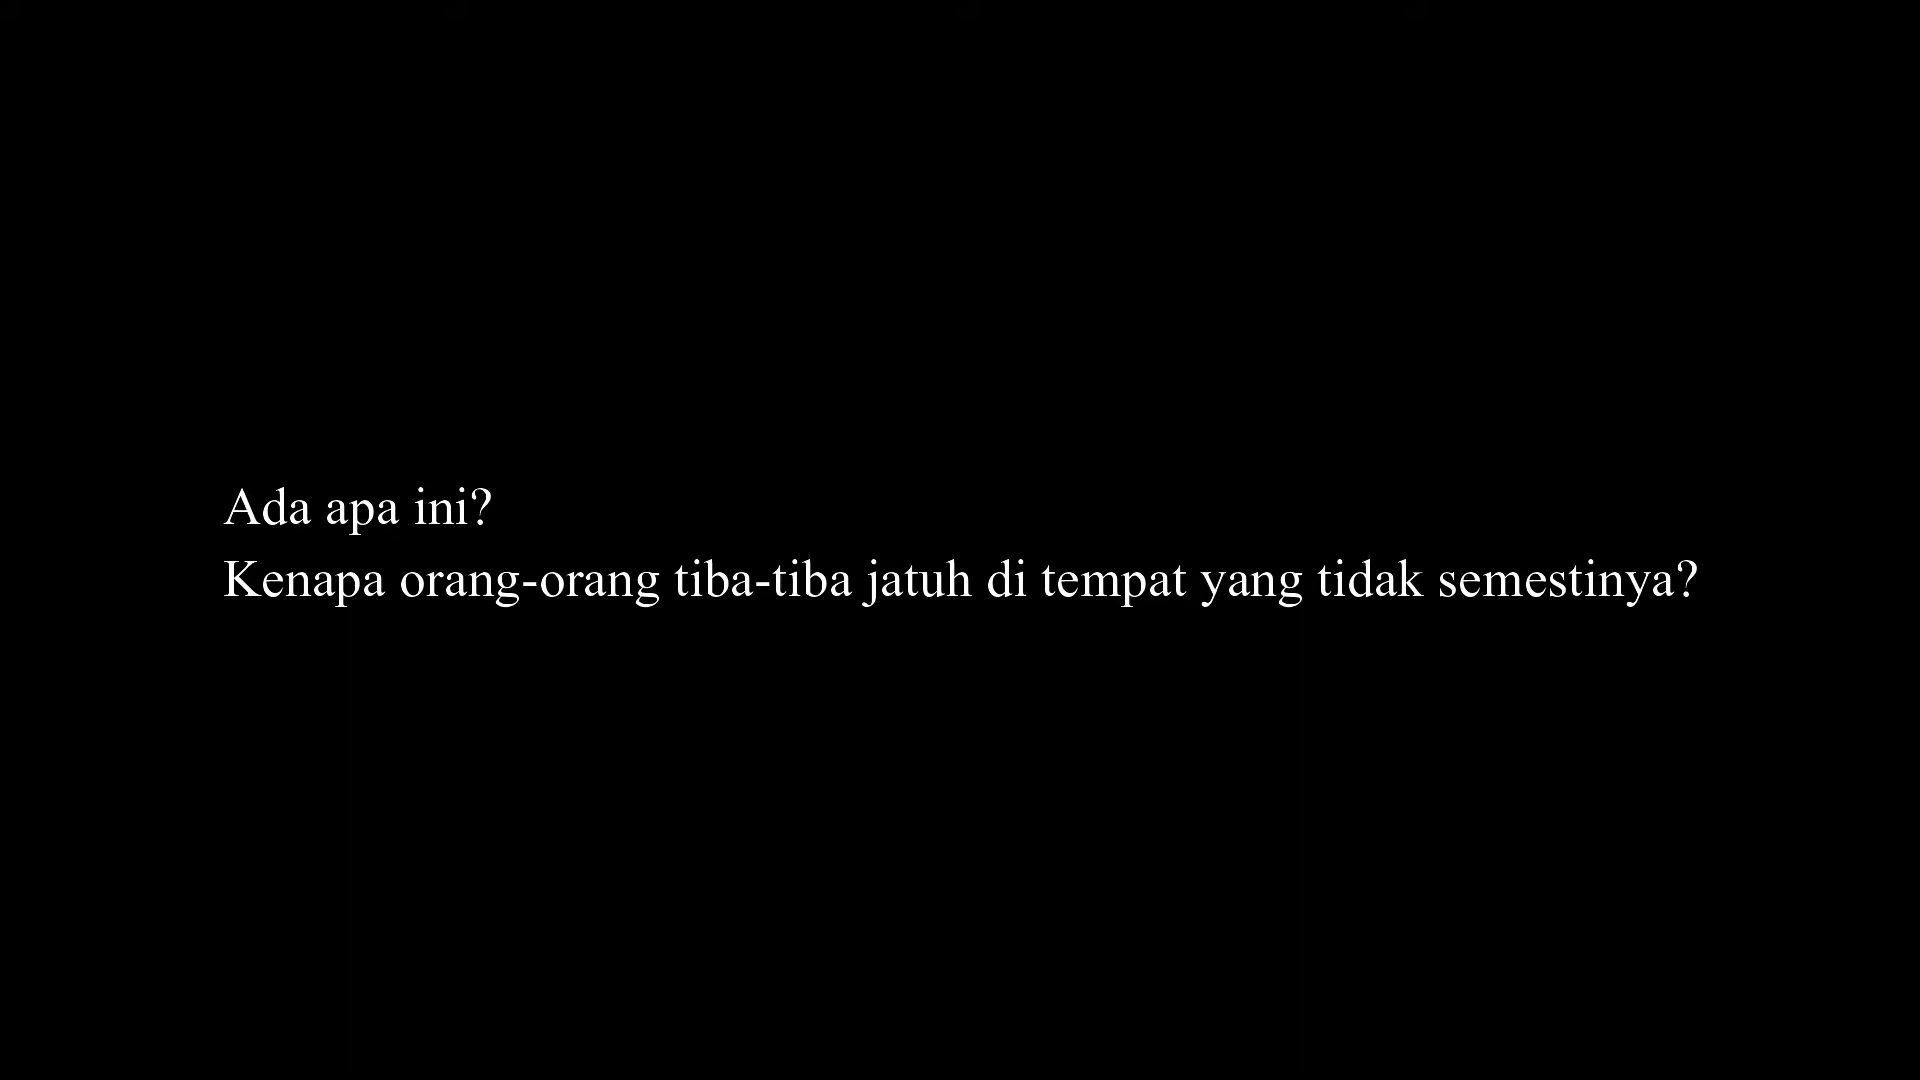 Ada apa ini?
Kenapa orang-orang tiba-tiba jatuh di tempat yang tidak semestinya?